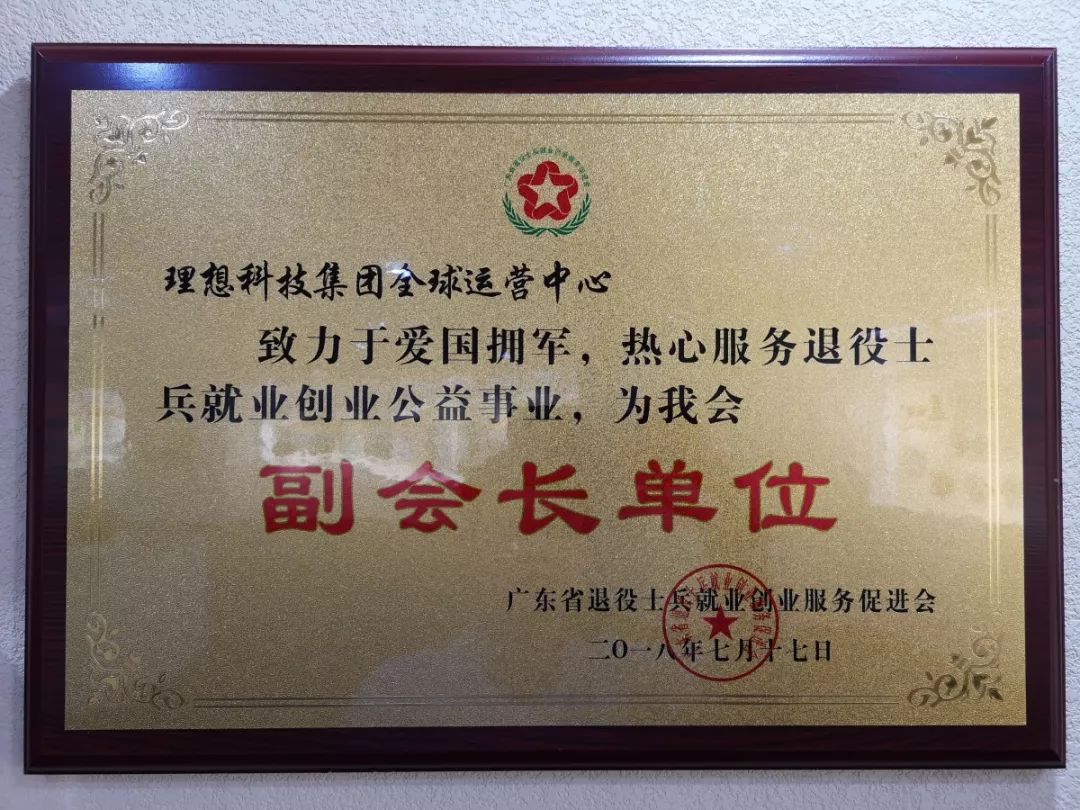 理想科技集团全球运营中心
致力于爱国拥军，热心服务退役士
兵就业创业公益事业，为我会
副会长单位
广东省退役士兵就业创业服务促进会
二〇一八年七月十七日